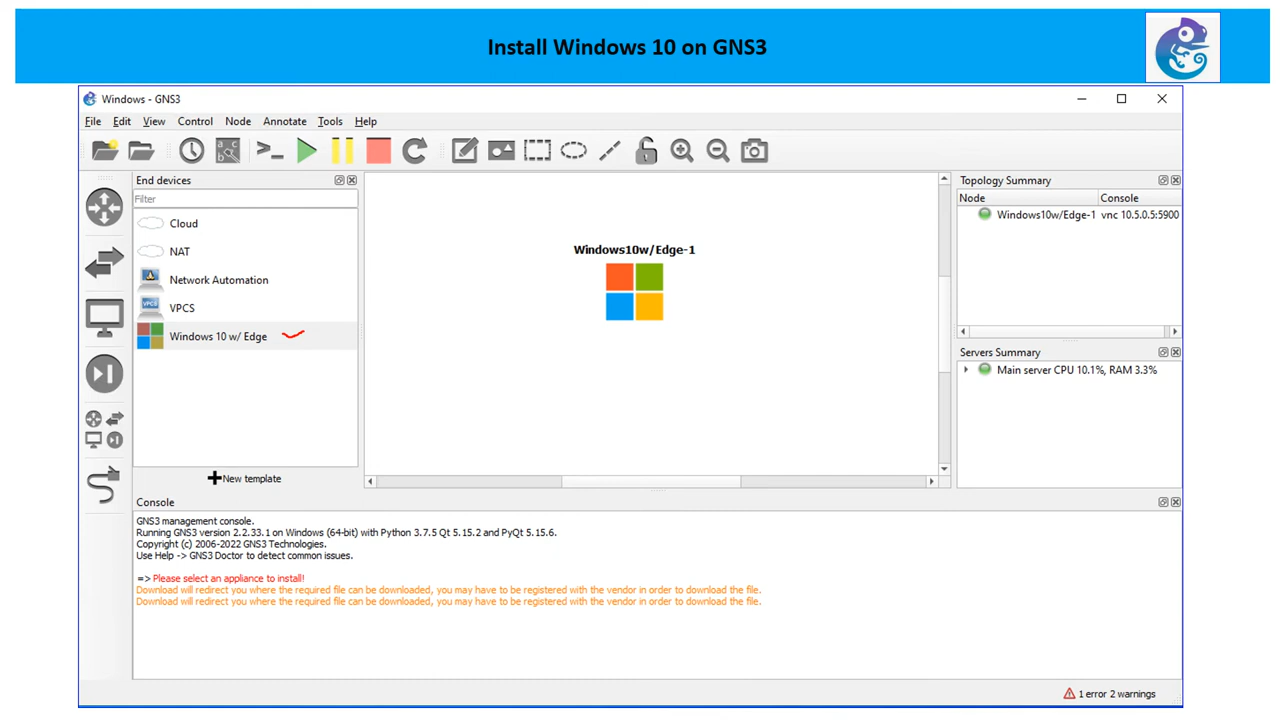 Install Windows 10 on GNS3
Windows - GNS3
File Edit View Control Node Annotate Tools Help
End devices
Filter
Cloud
NAT
Network Automation
VPCS
VPCS
Windows 10 w/ Edge
New template
Windows10w/Edge-1
Topology Summary
Node Console
Windows10w/Edge-1 vnc 10.5.0.5:5900
Servers Summary
Main server CPU 10.1%, RAM 3.3%
Console
GNS3 management console.
Running GNS3 version 2.2.33.1 on Windows (64-bit) with Python 3.7.5 Qt 5.15.2 and PyQt 5.15.6.
Copyright (c) 2006-2022 GNS3 Technologies.
Use Help -> GNS3 Doctor to detect common issues.
=> Please select an appliance to install!
Download will redirect you where the required file can be downloaded, you may have to be registered with the vendor in order to download the file.
Download will redirect you where the required file can be downloaded, you may have to be registered with the vendor in order to download the file.
1 error 2 warnings